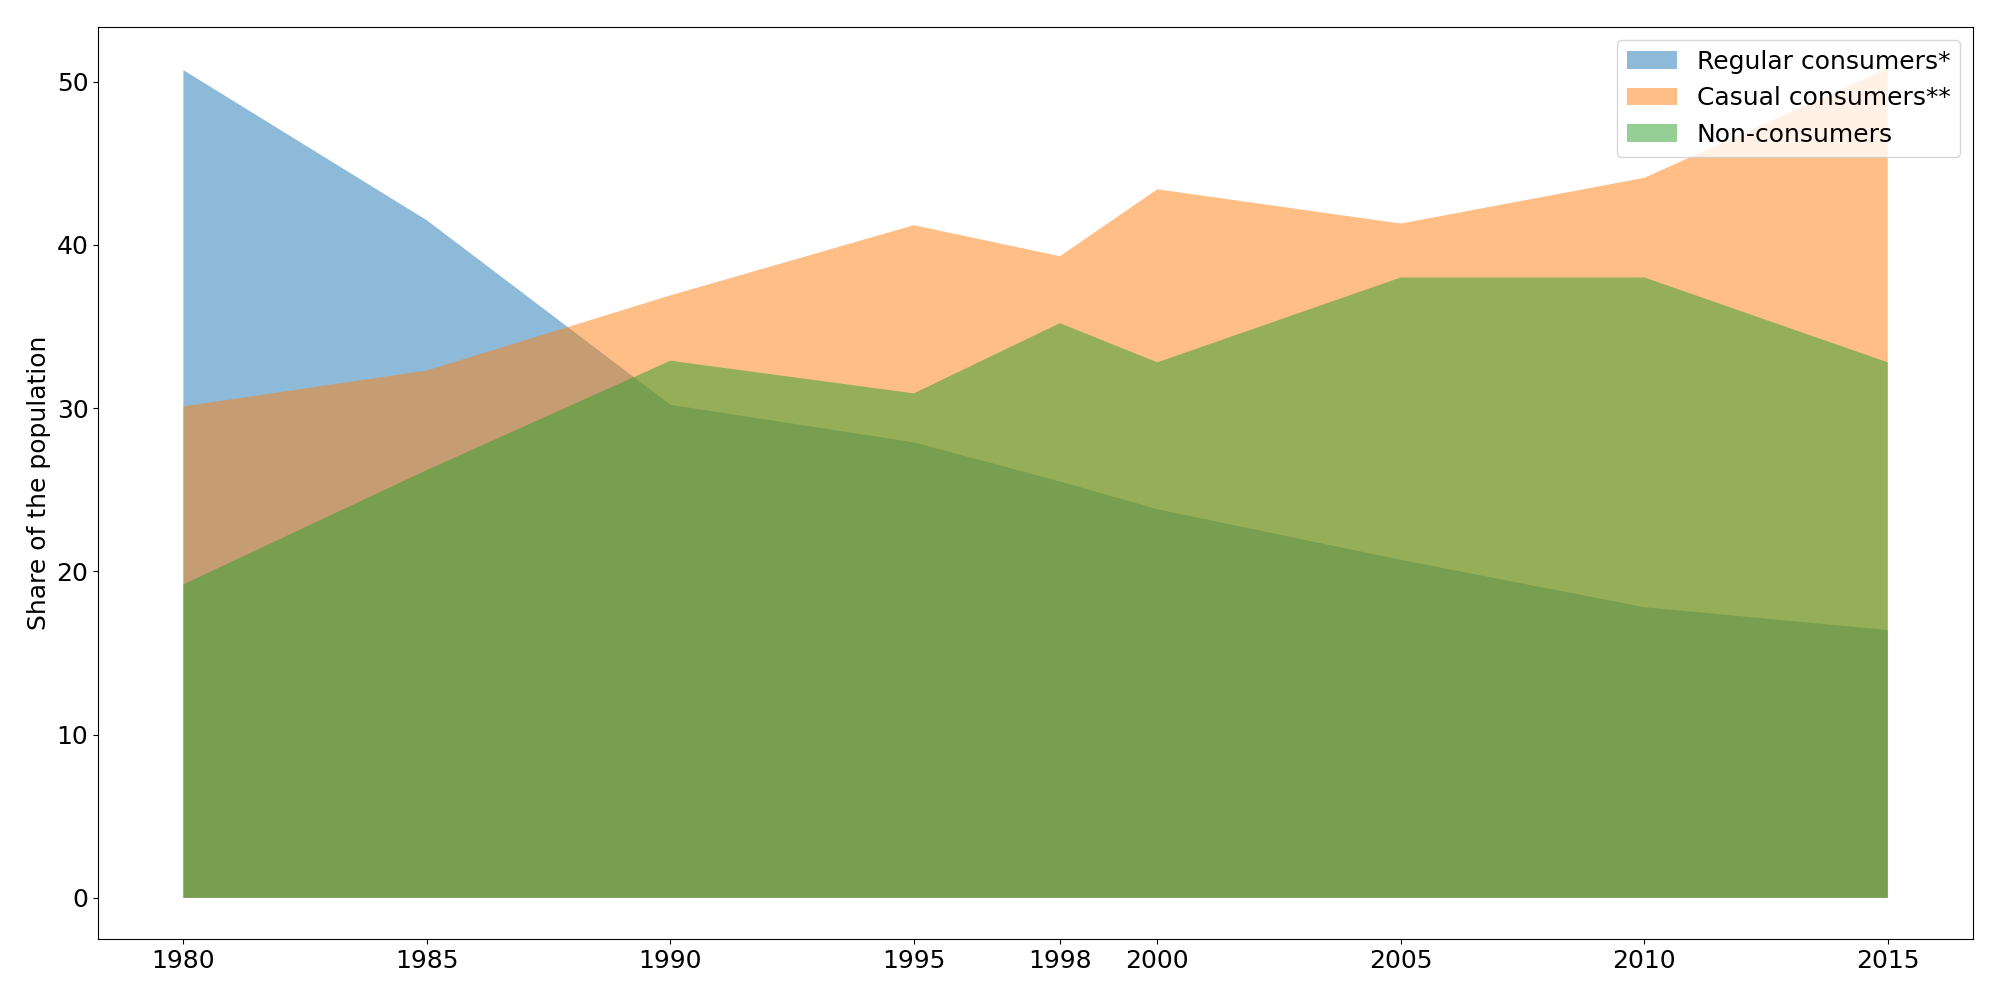 Regular consumers*
Casual consumers**
Non-consumers
Share of the population
50
40
30
20
10
0
1980 1985 1990 1995 1998 2000 2005 2010 2015